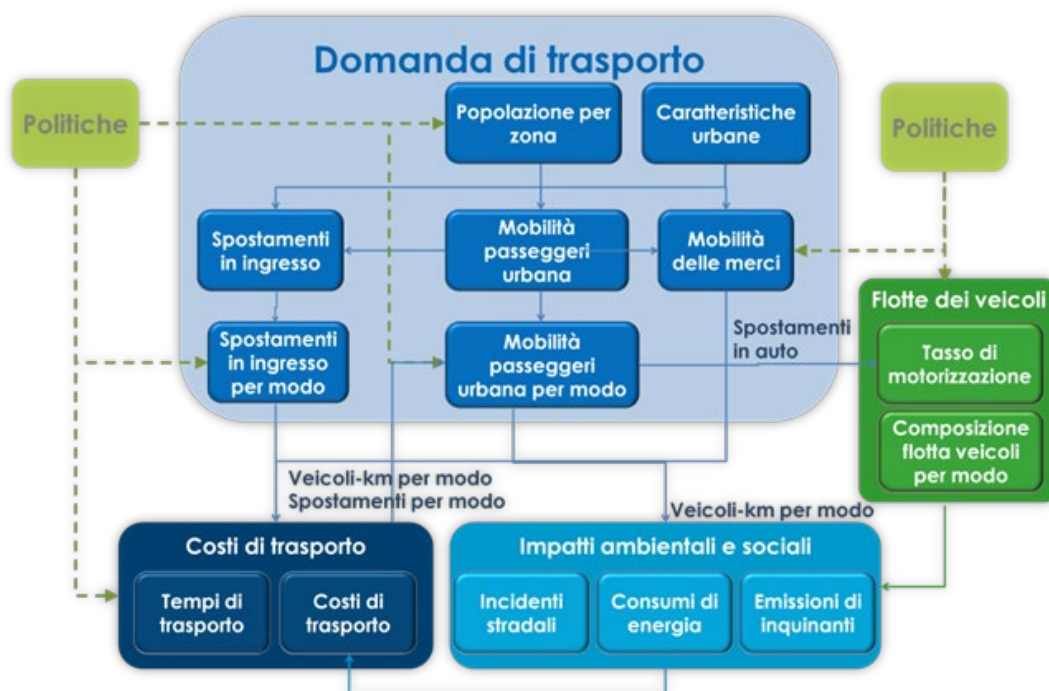 Domanda di trasporto
Politiche
Popolazione per
zona
Caratteristiche
urbane
Politiche
Spostamenti
in ingresso
Mobilità
passeggeri
urbana
Mobilità
delle merci
Flotte dei veicoli
Spostamenti
in ingresso
per modo
Mobilità
passeggeri
urbana per modo
Spostamenti
in auto
Tasso di
motorizzazione
Composizione
flotta veicoli
per modo
Veicoli-km per modo
Spostamenti per modo
Veicoli-km per modo
Costi di trasporto
Tempi di
trasporto
Costi di
trasporto
Impatti ambientali e sociali
Incidenti
stradali
Consumi di
energia
Emissioni di
inquinanti